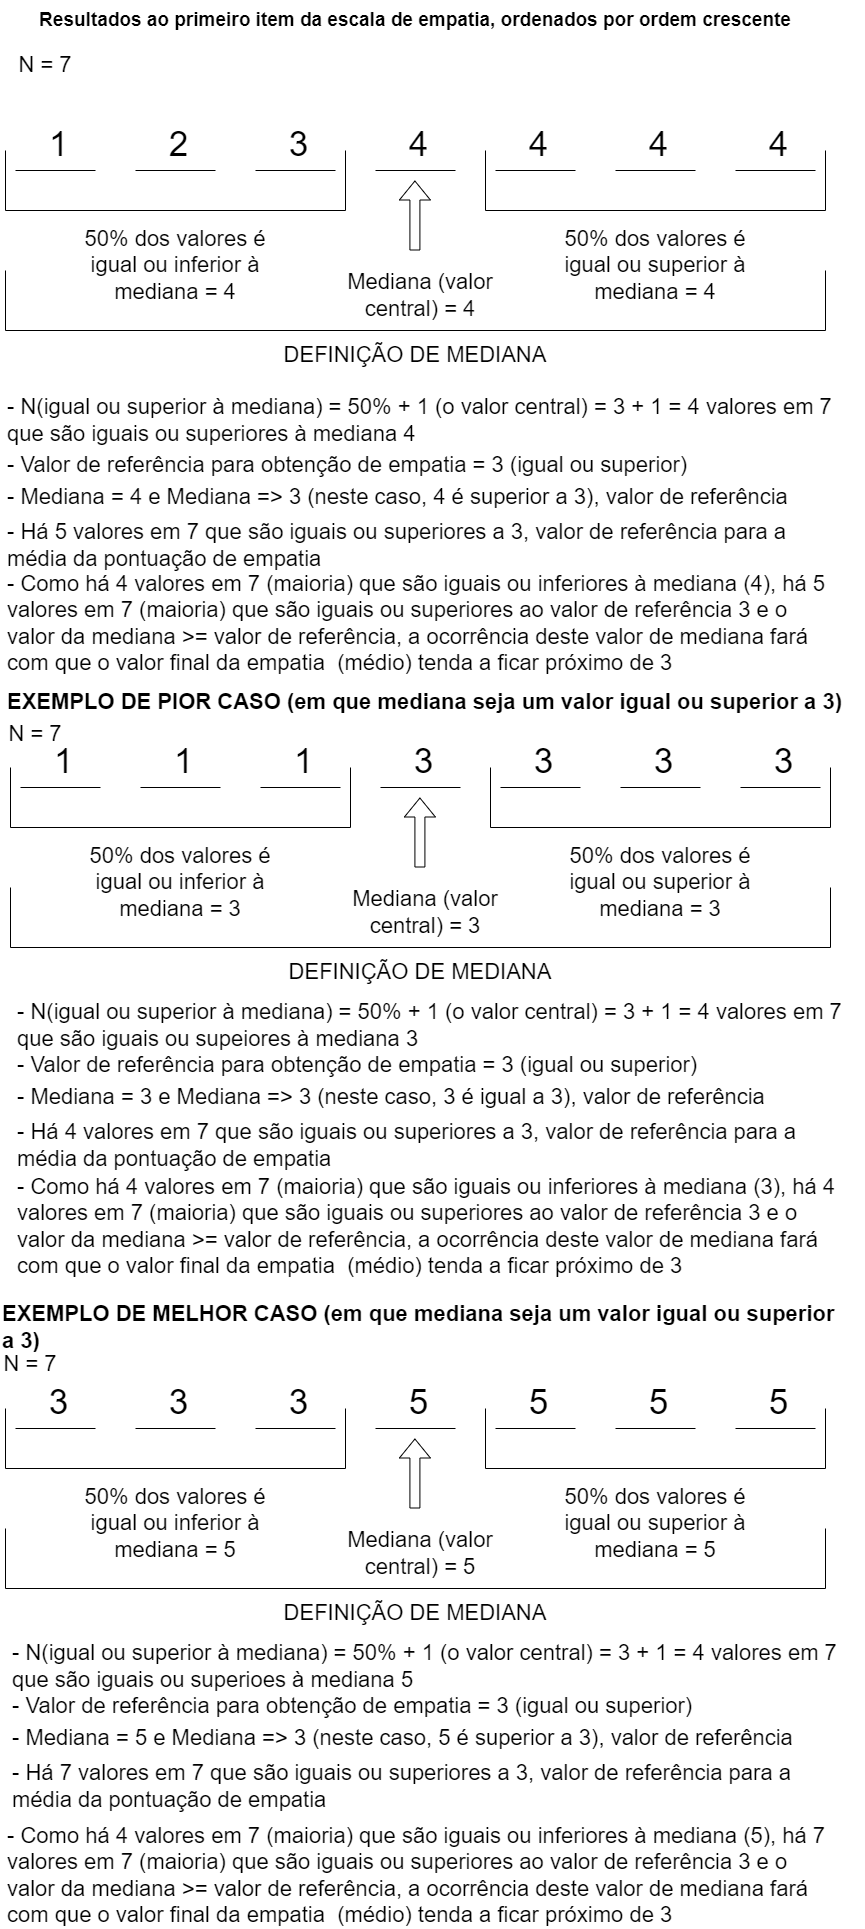 Resultados ao primeiro item da escala de empatia, ordenados por ordem crescente
N = 7
1 2 3 4 4 4 4
50% dos valores é
igual ou inferior à
mediana = 4
Mediana (valor
central) = 4
50% dos valores é
igual ou superior à
mediana = 4
DEFINIÇÃO DE MEDIANA
- N(igual ou superior à mediana) = 50% + 1 (o valor central) = 3 + 1 = 4 valores em 7
que são iguais ou superiores à mediana 4
- Valor de referência para obtenção de empatia = 3 (igual ou superior)
- Mediana = 4 e Mediana => 3 (neste caso, 4 é superior a 3), valor de referência
- Há 5 valores em 7 que são iguais ou superiores a 3, valor de referência para a
média da pontuação de empatia
- Como há 4 valores em 7 (maioria) que são iguais ou inferiores à mediana (4), há 5
valores em 7 (maioria) que são iguais ou superiores ao valor de referência 3 e o
valor da mediana >= valor de referência, a ocorrência deste valor de mediana fará
com que o valor final da empatia (médio) tenda a ficar próximo de 3
EXEMPLO DE PIOR CASO (em que mediana seja um valor igual ou superior a 3)
N = 7
1 1 1 3 3 3 3
50% dos valores é
igual ou inferior à
mediana = 3
Mediana (valor
central) = 3
50% dos valores é
igual ou superior à
mediana = 3
DEFINIÇÃO DE MEDIANA
- N(igual ou superior à mediana) = 50% + 1 (o valor central) = 3 + 1 = 4 valores em 7
que são iguais ou supeiores à mediana 3
- Valor de referência para obtenção de empatia = 3 (igual ou superior)
- Mediana = 3 e Mediana => 3 (neste caso, 3 é igual a 3), valor de referência
- Há 4 valores em 7 que são iguais ou superiores a 3, valor de referência para a
média da pontuação de empatia
- Como há 4 valores em 7 (maioria) que são iguais ou inferiores à mediana (3), há 4
valores em 7 (maioria) que são iguais ou superiores ao valor de referência 3 e o
valor da mediana >= valor de referência, a ocorrência deste valor de mediana fará
com que o valor final da empatia (médio) tenda a ficar próximo de 3
EXEMPLO DE MELHOR CASO (em que mediana seja um valor igual ou superior
a 3)
N = 7
3 3 3 5 5 5 5
50% dos valores é
igual ou inferior à
mediana = 5
Mediana (valor
central) = 5
50% dos valores é
igual ou superior à
mediana = 5
DEFINIÇÃO DE MEDIANA
- N(igual ou superior à mediana) = 50% + 1 (o valor central) = 3 + 1 = 4 valores em 7
que são iguais ou superioes à mediana 5
- Valor de referência para obtenção de empatia = 3 (igual ou superior)
- Mediana = 5 e Mediana => 3 (neste caso, 5 é superior a 3), valor de referência
- Há 7 valores em 7 que são iguais ou superiores a 3, valor de referência para a
média da pontuação de empatia
- Como há 4 valores em 7 (maioria) que são iguais ou inferiores à mediana (5), há 7
valores em 7 (maioria) que são iguais ou superiores ao valor de referência 3 e o
valor da mediana >= valor de referência, a ocorrência deste valor de mediana fará
com que o valor final da empatia (médio) tenda a ficar próximo de 3